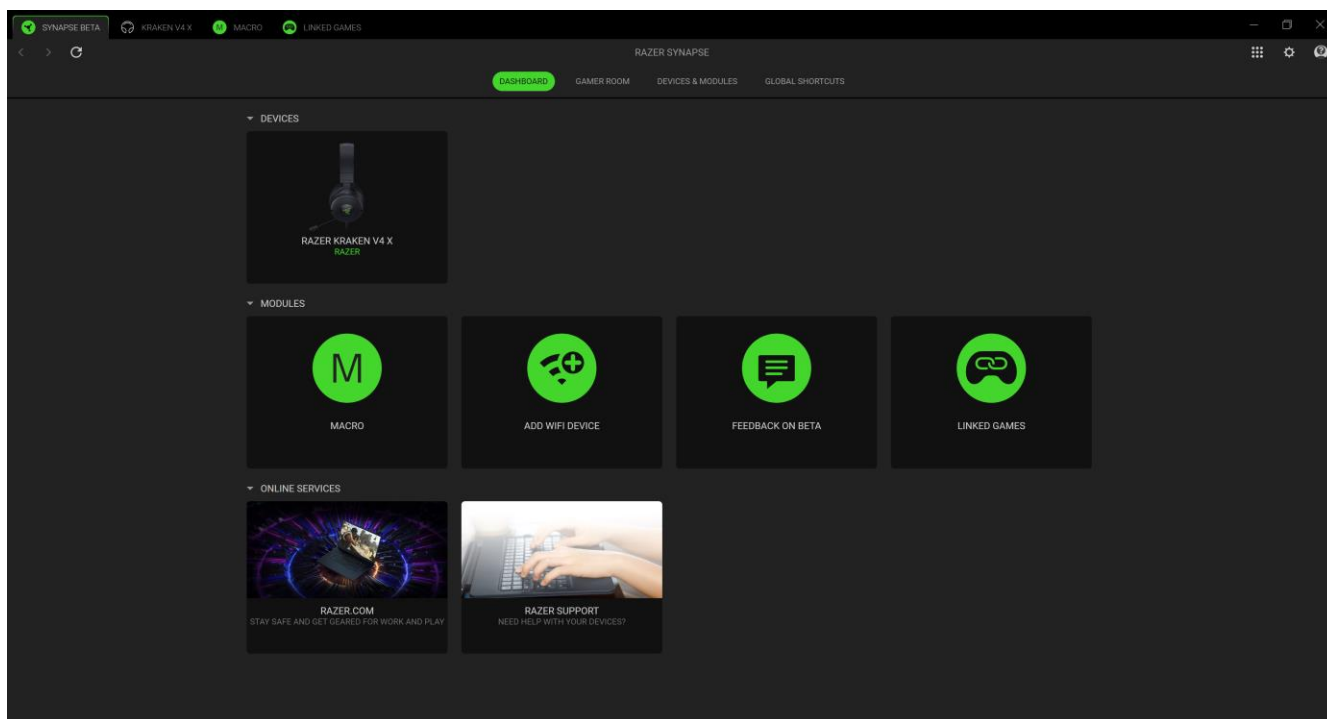 SYNAPSE BETA KRAKEN V4 X M MACRO LINKED GAMES
RAZER SYNAPSE
DASHBOARD GAMER ROOM DEVICES & MODULES GLOBAL SHORTCUTS
DEVICES
RAZER KRAKEN V4 X
RAZER
MODULES
M
MACRO ADD WIFI DEVICE FEEDBACK ON BETA LINKED GAMES
ONLINE SERVICES
RAZER.COM RAZER SUPPORT
STAY SAFE AND GET GEARED FOR WORK AND PLAY NEED HELP WITH YOUR DEVICES?